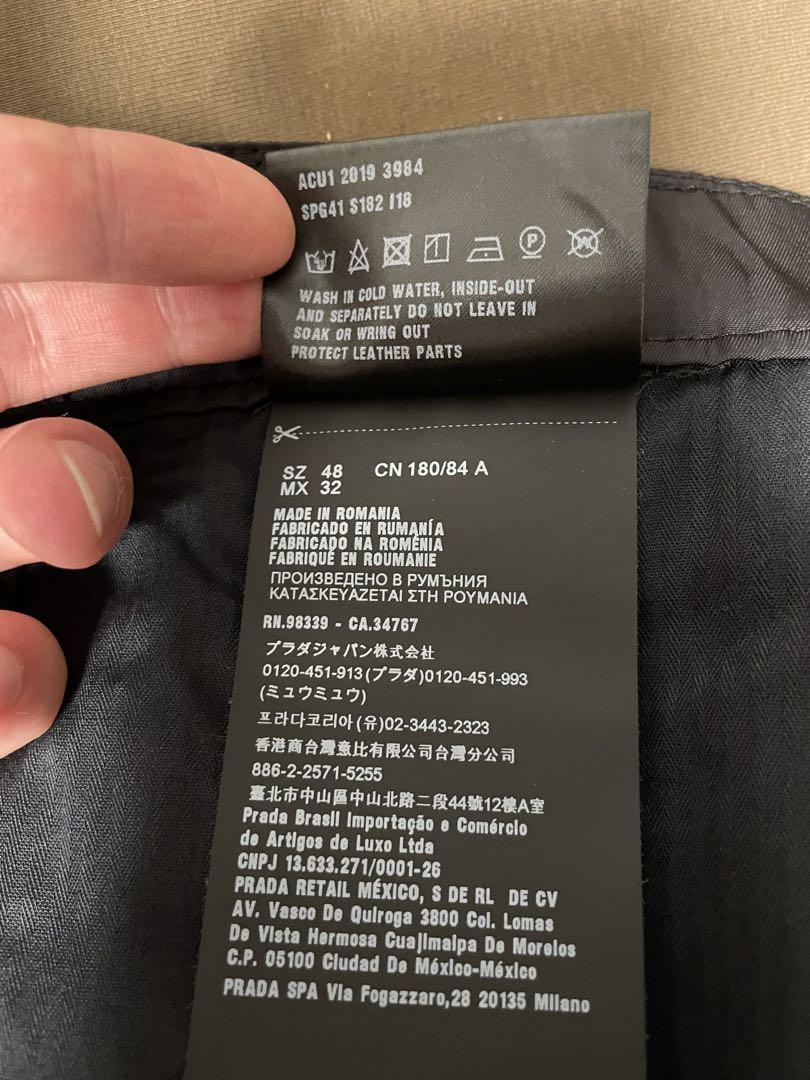 ACU1 2019 3984
SPG41 S182 I18
WASH IN COLD WATER, INSIDE-OUT
AND SEPARATELY DO NOT LEAVE IN
SOAK OR WRING OUT
PROTECT LEATHER PARTS
SZ 48 CN 180/84 A
MX 32
MADE IN ROMANIA
FABRICADO EN RUMANÍA
FABRICADO NA ROMÉNIA
FABRIQUÉ EN ROUMANIE
ПРОИЗВЕДЕНО В РУМЪНИЯ
ΚΑΤΑΣΚΕΥΑΖΕΤΑΙ ΣΤΗ ΡΟΥΜΑΝΙΑ
RN.98339 - CA.34767
プラダジャパン株式会社
0120-451-913(プラダ)0120-451-993
(ミュウミュウ)
프라다코리아(유)02-3443-2323
香港商台灣意比有限公司台灣分公司
886-2-2571-5255
臺北市中山區中山北路二段44號12樓A室
Prada Brasil Importação e Comércio
de Artigos de Luxo Ltda
CNPJ 13.633.271/0001-26
PRADA RETAIL MÉXICO, S DE RL DE CV
AV. Vasco De Quiroga 3800 Col. Lomas
De Vista Hermosa Cuajimalpa De Morelos
C.P. 05100 Ciudad De México-México
PRADA SPA Via Fogazzaro,28 20135 Milano